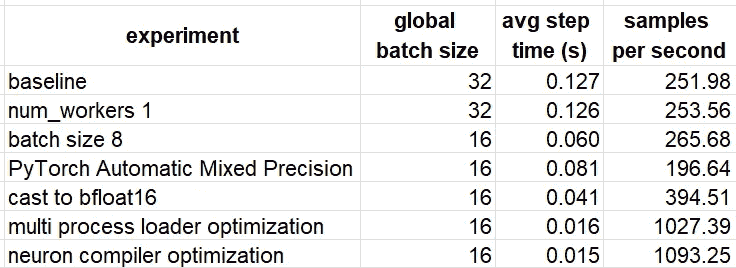 experiment global batch size avg step time (s) samples per second
baseline 32 0.127 251.98
num_workers 1 32 0.126 253.56
batch size 8 16 0.060 265.68
PyTorch Automatic Mixed Precision 16 0.081 196.64
cast to bfloat16 16 0.041 394.51
multi process loader optimization 16 0.016 1027.39
neuron compiler optimization 16 0.015 1093.25